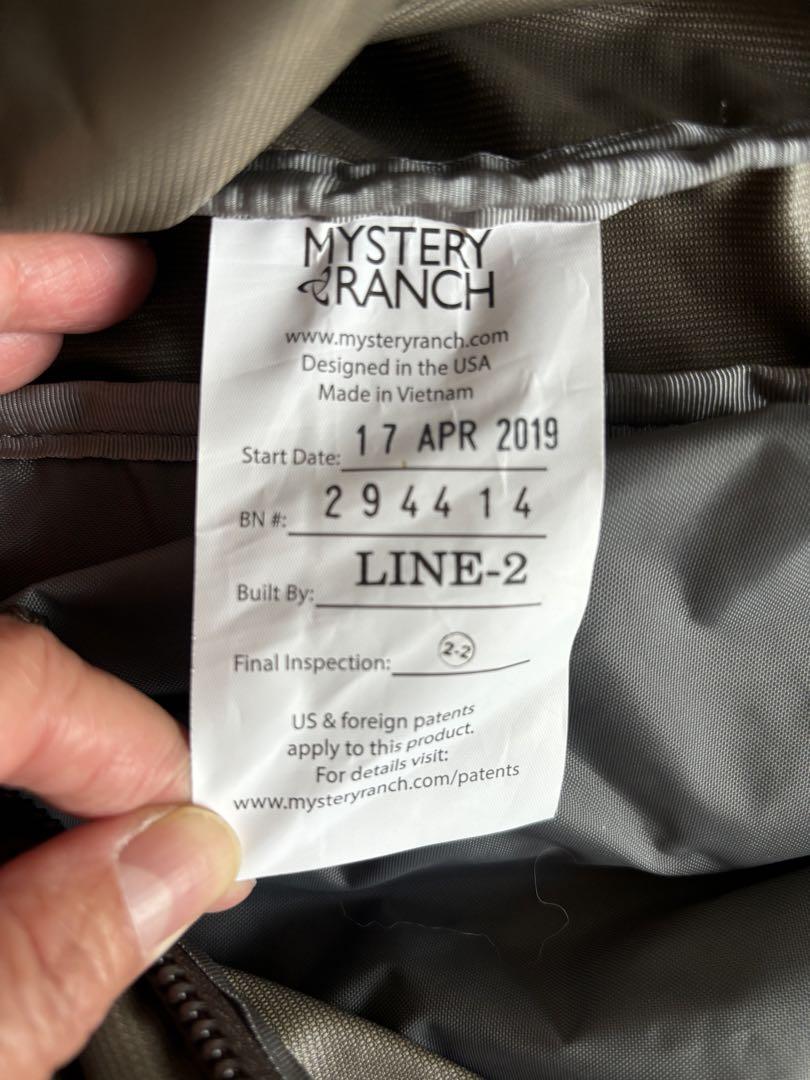 MYSTERY
RANCH
www.mysteryranch.com
Designed in the USA
Made in Vietnam
Start Date: 17 APR 2019
BN #: 294414
Built By: LINE-2
Final Inspection: 2-2
US & foreign patents
apply to this product.
For details visit:
www.mysteryranch.com/patents